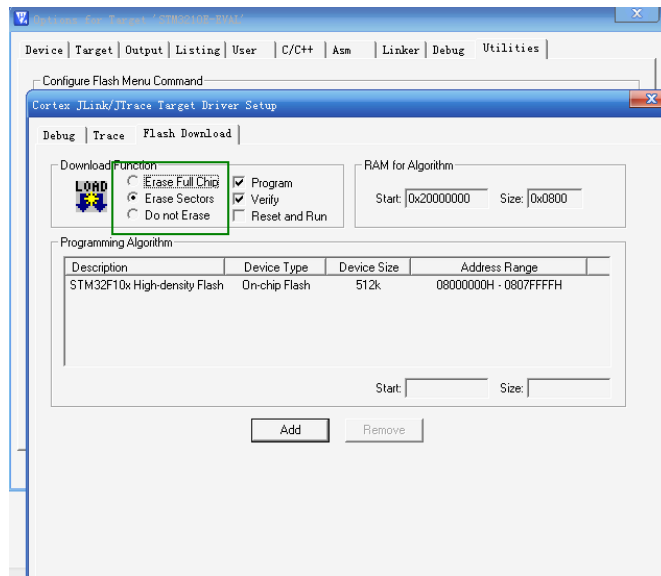 Options for Target 'STM3210E-EVAL'
Device Target Output Listing User C/C++ Asm Linker Debug Utilities
Configure Flash Menu Command
Cortex JLink/JTrace Target Driver Setup
Debug Trace Flash Download
Download Function
LOAD
Erase Full Chip
Erase Sectors
Do not Erase
Program
Verify
Reset and Run
RAM for Algorithm
Start: 0x20000000 Size: 0x0800
Programming Algorithm
Description Device Type Device Size Address Range
STM32F10x High-density Flash On-chip Flash 512k 08000000H - 0807FFFFH
Start: Size:
Add Remove